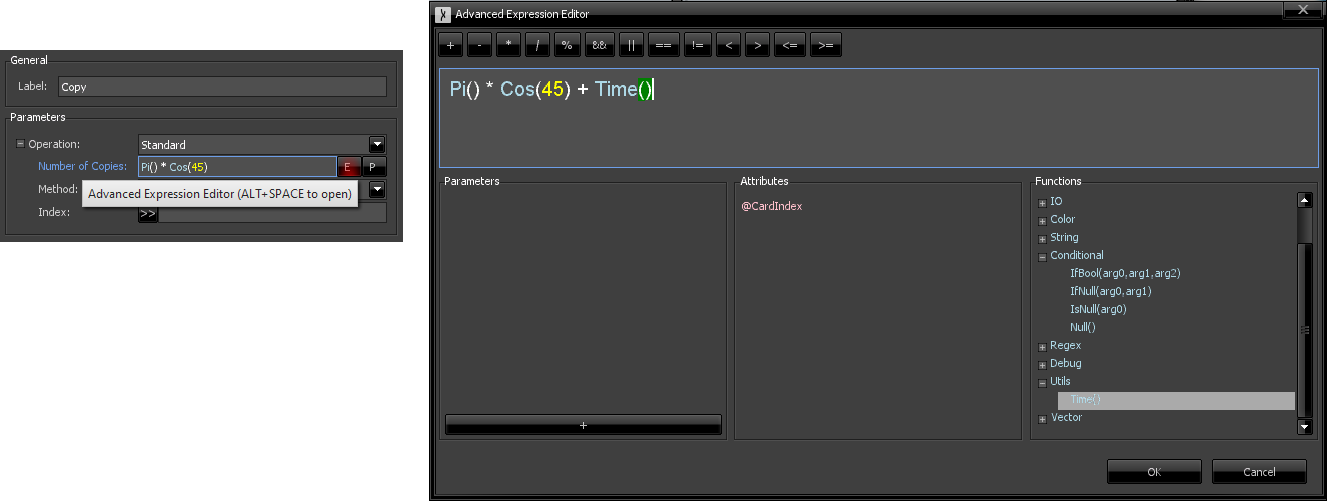 General
Label: Copy
Parameters
Operation: Standard
Number of Copies: Pi() * Cos(45) E P
Method:
Advanced Expression Editor (ALT+SPACE to open)
Index: >>
Advanced Expression Editor
+ - * / % && || == != < > <= >=
Pi() * Cos(45) + Time()
Parameters
+
Attributes
@CardIndex
Functions
IO
Color
String
Conditional
IfBool(arg0,arg1,arg2)
IfNull(arg0,arg1)
IsNull(arg0)
Null()
Regex
Debug
Utils
Time()
Vector
OK Cancel